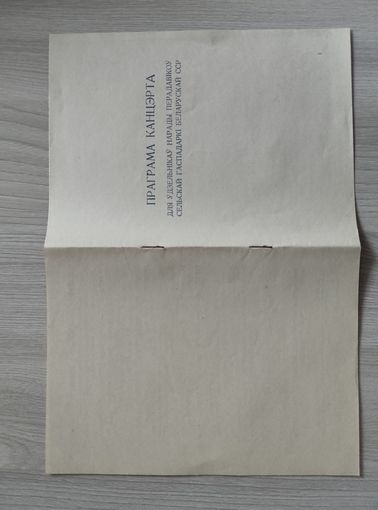 ПРАГРАМА КАНЦЭРТА
ДЛЯ ЎДЗЕЛЬНІКАЎ НАРАДЫ ПЕРАДАВІКОЎ
СЕЛЬСКАЙ ГАСПАДАРКІ БЕЛАРУСКАЙ ССР